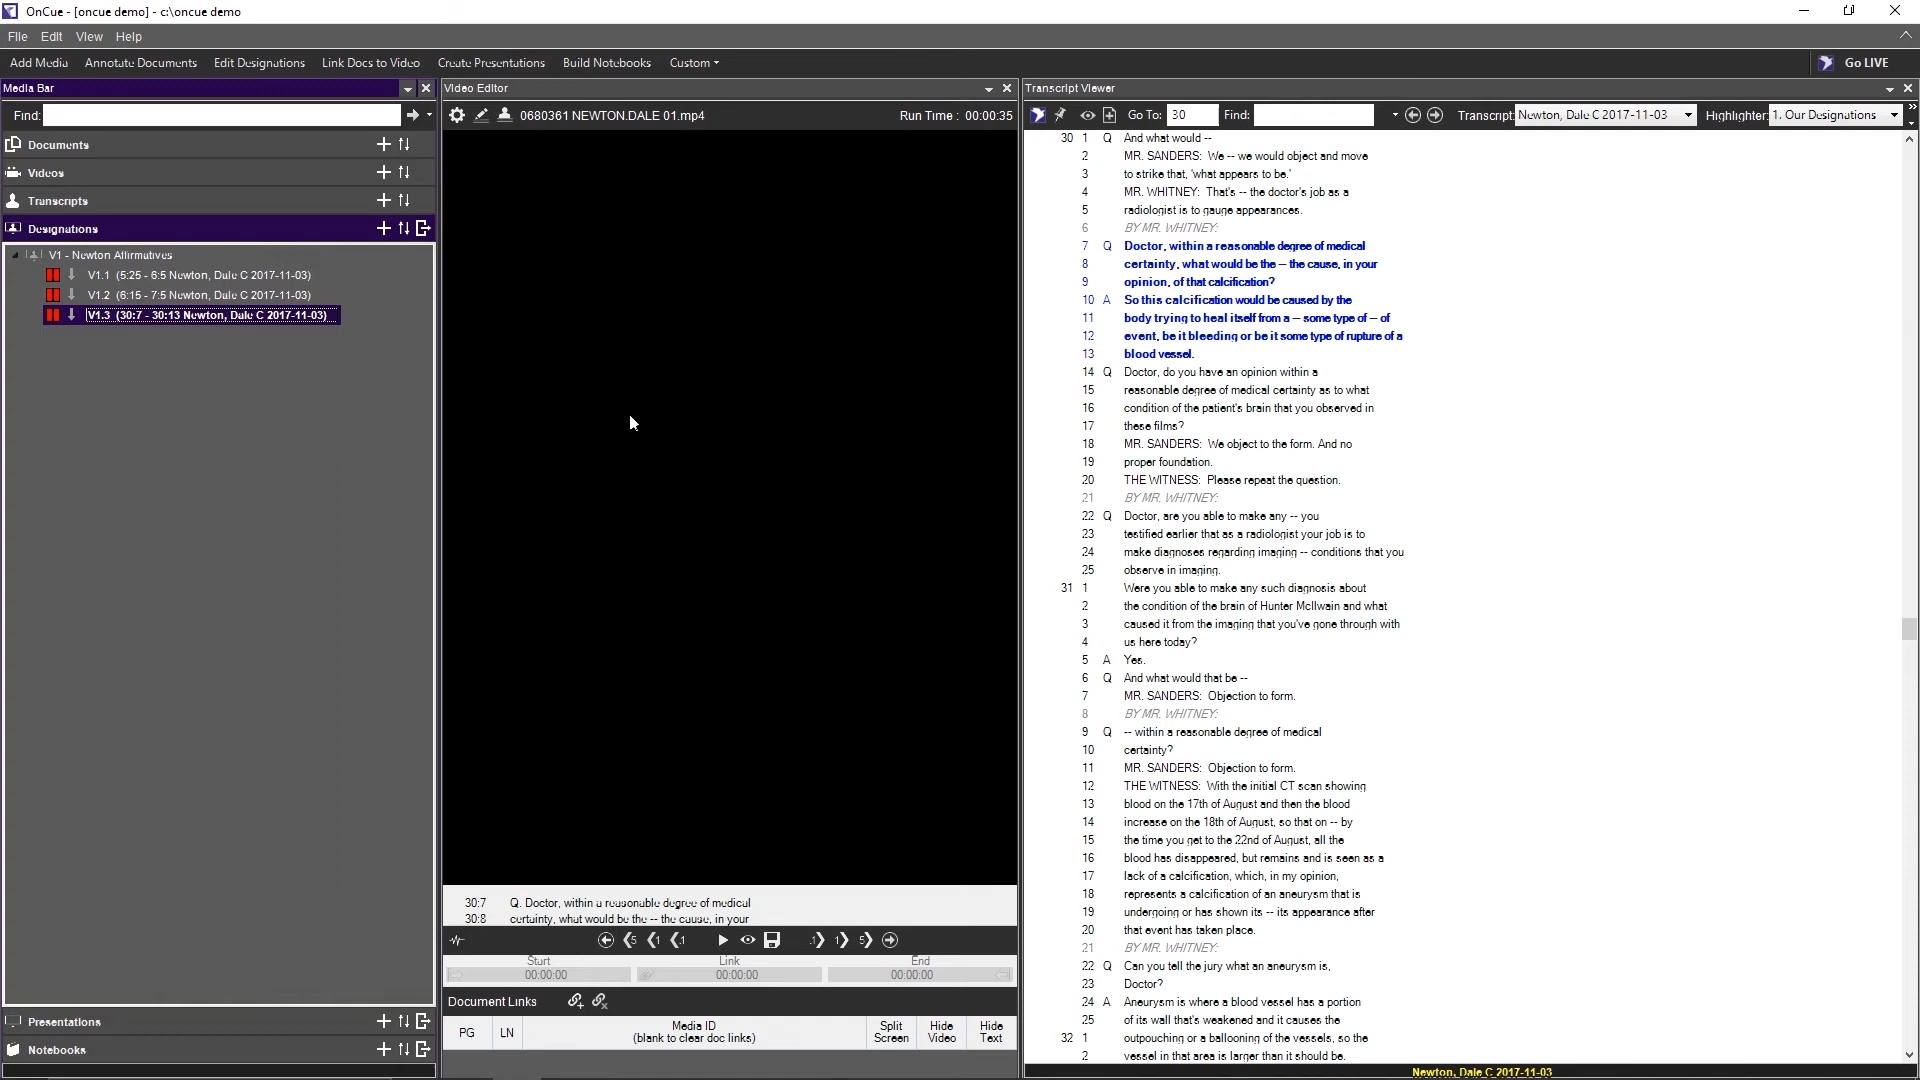 OnCue - [oncue demo] - c:\oncue demo
File Edit View Help
Add Media Annotate Documents Edit Designations Link Docs to Video Create Presentations Build Notebooks Custom Go LIVE
Media Bar
Find:
Documents
Videos
Transcripts
Designations
V1 - Newton Affirmatives
V1.1 (5:25 - 6:5 Newton, Dale C 2017-11-03)
V1.2 (6:15 - 7:5 Newton, Dale C 2017-11-03)
V1.3 (30:7 - 30:13 Newton, Dale C 2017-11-03)
Presentations
Notebooks
Video Editor
0680361 NEWTON.DALE 01.mp4 Run Time : 00:00:35
30:7 Q. Doctor, within a reasonable degree of medical
30:8 certainty, what would be the -- the cause, in your
5 1 .1 .1 1 5
Start Link End
00:00:00 00:00:00 00:00:00
Document Links
PG LN Media ID (blank to clear doc links) Split Screen Hide Video Hide Text
Transcript Viewer
Go To: 30 Find: Transcript: Newton, Dale C 2017-11-03 Highlighter: 1. Our Designations
30 1 Q And what would --
2 MR. SANDERS: We -- we would object and move
3 to strike that, 'what appears to be.'
4 MR. WHITNEY: That's -- the doctor's job as a
5 radiologist is to gauge appearances.
6 BY MR. WHITNEY:
7 Q Doctor, within a reasonable degree of medical
8 certainty, what would be the -- the cause, in your
9 opinion, of that calcification?
10 A So this calcification would be caused by the
11 body trying to heal itself from a -- some type of -- of
12 event, be it bleeding or be it some type of rupture of a
13 blood vessel.
14 Q Doctor, do you have an opinion within a
15 reasonable degree of medical certainty as to what
16 condition of the patient's brain that you observed in
17 these films?
18 MR. SANDERS: We object to the form. And no
19 proper foundation.
20 THE WITNESS: Please repeat the question.
21 BY MR. WHITNEY:
22 Q Doctor, are you able to make any -- you
23 testified earlier that as a radiologist your job is to
24 make diagnoses regarding imaging -- conditions that you
25 observe in imaging.
31 1 Were you able to make any such diagnosis about
2 the condition of the brain of Hunter McIlwain and what
3 caused it from the imaging that you've gone through with
4 us here today?
5 A Yes.
6 Q And what would that be --
7 MR. SANDERS: Objection to form.
8 BY MR. WHITNEY:
9 Q -- within a reasonable degree of medical
10 certainty?
11 MR. SANDERS: Objection to form.
12 THE WITNESS: With the initial CT scan showing
13 blood on the 17th of August and then the blood
14 increase on the 18th of August, so that on -- by
15 the time you get to the 22nd of August, all the
16 blood has disappeared, but remains and is seen as a
17 lack of a calcification, which, in my opinion,
18 represents a calcification of an aneurysm that is
19 undergoing or has shown its -- its appearance after
20 that event has taken place.
21 BY MR. WHITNEY:
22 Q Can you tell the jury what an aneurysm is,
23 Doctor?
24 A Aneurysm is where a blood vessel has a portion
25 of its wall that's weakened and it causes the
32 1 outpouching or a ballooning of the vessels, so the
2 vessel in that area is larger than it should be.
Newton, Dale C 2017-11-03